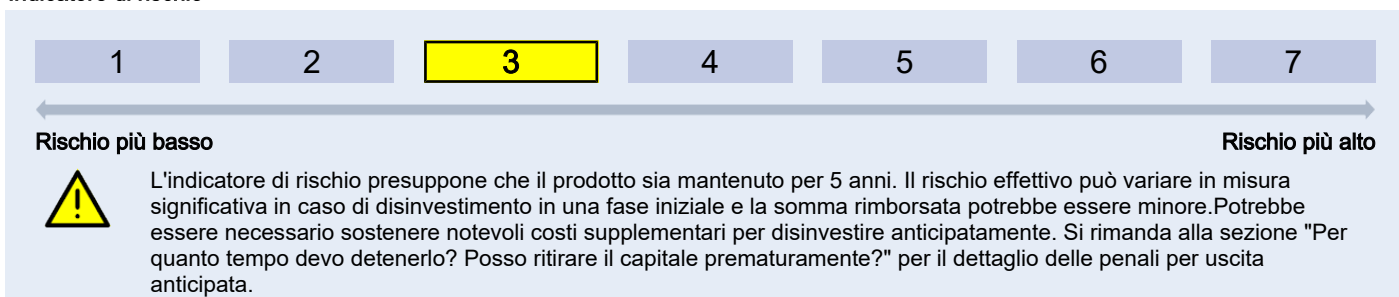 1 2 3 4 5 6 7
Rischio più basso Rischio più alto
L'indicatore di rischio presuppone che il prodotto sia mantenuto per 5 anni. Il rischio effettivo può variare in misura
significativa in caso di disinvestimento in una fase iniziale e la somma rimborsata potrebbe essere minore.Potrebbe
essere necessario sostenere notevoli costi supplementari per disinvestire anticipatamente. Si rimanda alla sezione "Per
quanto tempo devo detenerlo? Posso ritirare il capitale prematuramente?" per il dettaglio delle penali per uscita
anticipata.